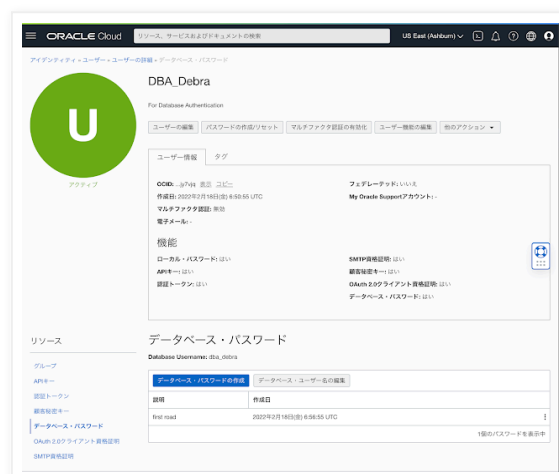 ORACLE Cloud
リソース、サービスおよびドキュメントの検索
US East (Ashburn)
アイデンティティ » ユーザー » ユーザーの詳細 » データベース・パスワード
U
アクティブ
DBA_Debra
For Database Authentication
ユーザーの編集 パスワードの作成/リセット マルチファクタ認証の有効化 ユーザー機能の編集 他のアクション
ユーザー情報 タグ
OCID: 表示 コピー
フェデレーテッド: いいえ
作成日: 2022年2月18日(金) 6:50:55 UTC
My Oracle Supportアカウント: -
マルチファクタ認証: 無効
電子メール: -
機能
ローカル・パスワード: はい
SMTP資格証明: はい
APIキー: はい
顧客秘密キー: はい
認証トークン: はい
OAuth 2.0クライアント資格証明: はい
データベース・パスワード: はい
リソース
グループ
APIキー
認証トークン
顧客秘密キー
データベース・パスワード
OAuth 2.0クライアント資格証明
SMTP資格証明
データベース・パスワード
Database Username: dba_debra
データベース・パスワードの作成 データベース・ユーザー名の編集
説明 作成日
first road 2022年2月18日(金) 6:56:55 UTC
1個のパスワードを表示中